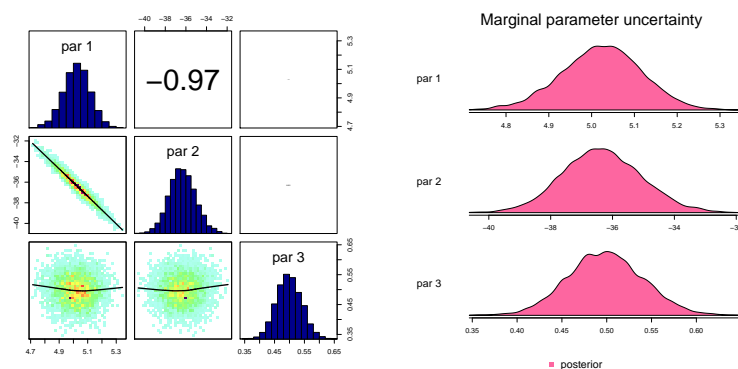 −40 −38 −36 −34 −32
Marginal parameter uncertainty
par 1
−0.97
4.7 4.9 5.1 5.3
par 1
4.8 4.9 5.0 5.1 5.2 5.3
−40 −38 −36 −34 −32
par 2
par 2
−40 −38 −36 −34
par 3
0.35 0.45 0.55 0.65
par 3
4.7 4.9 5.1 5.3
0.35 0.45 0.55 0.65
0.35 0.40 0.45 0.50 0.55 0.60
posterior